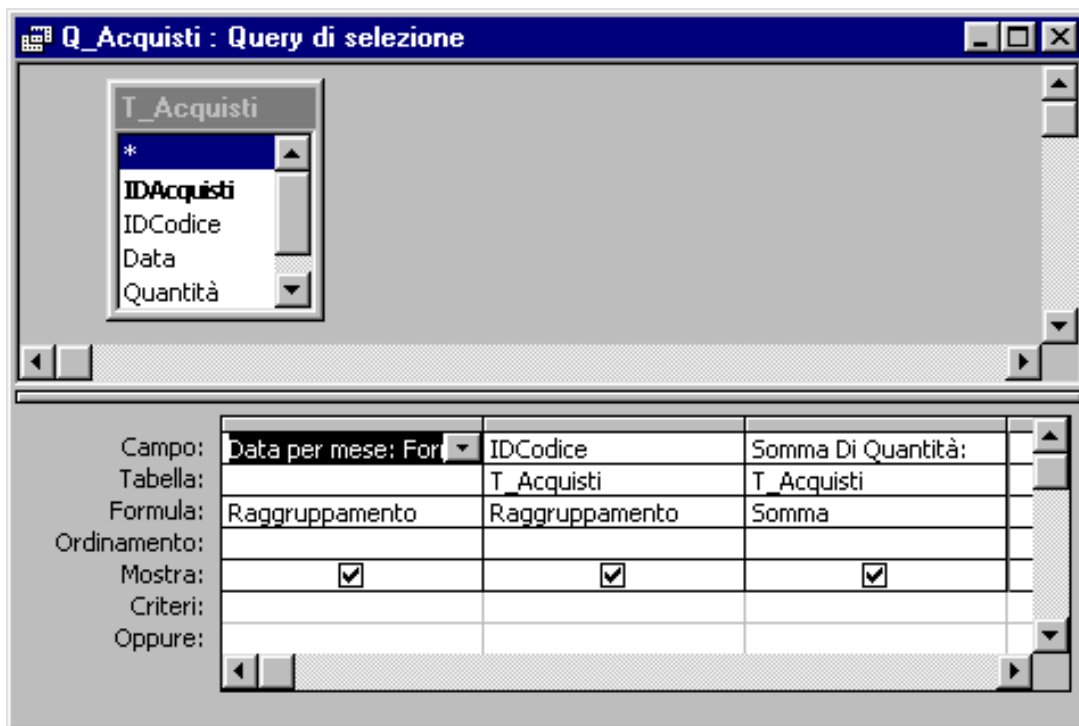 Q_Acquisti : Query di selezione
T_Acquisti
*
IDAcquisti
IDCodice
Data
Quantità
Campo: Data per mese: For IDCodice Somma Di Quantità:
Tabella: T_Acquisti T_Acquisti
Formula: Raggruppamento Raggruppamento Somma
Ordinamento:
Mostra:
Criteri:
Oppure: